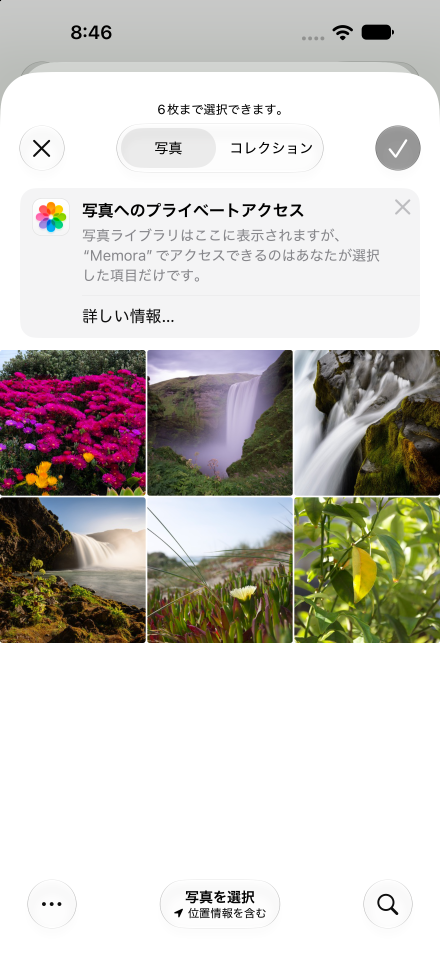 8:46
6枚まで選択できます。
写真
コレクション
写真へのプライベートアクセス
写真ライブラリはここに表示されますが、
“Memora” でアクセスできるのはあなたが選択
した項目だけです。
詳しい情報...
写真を選択
位置情報を含む